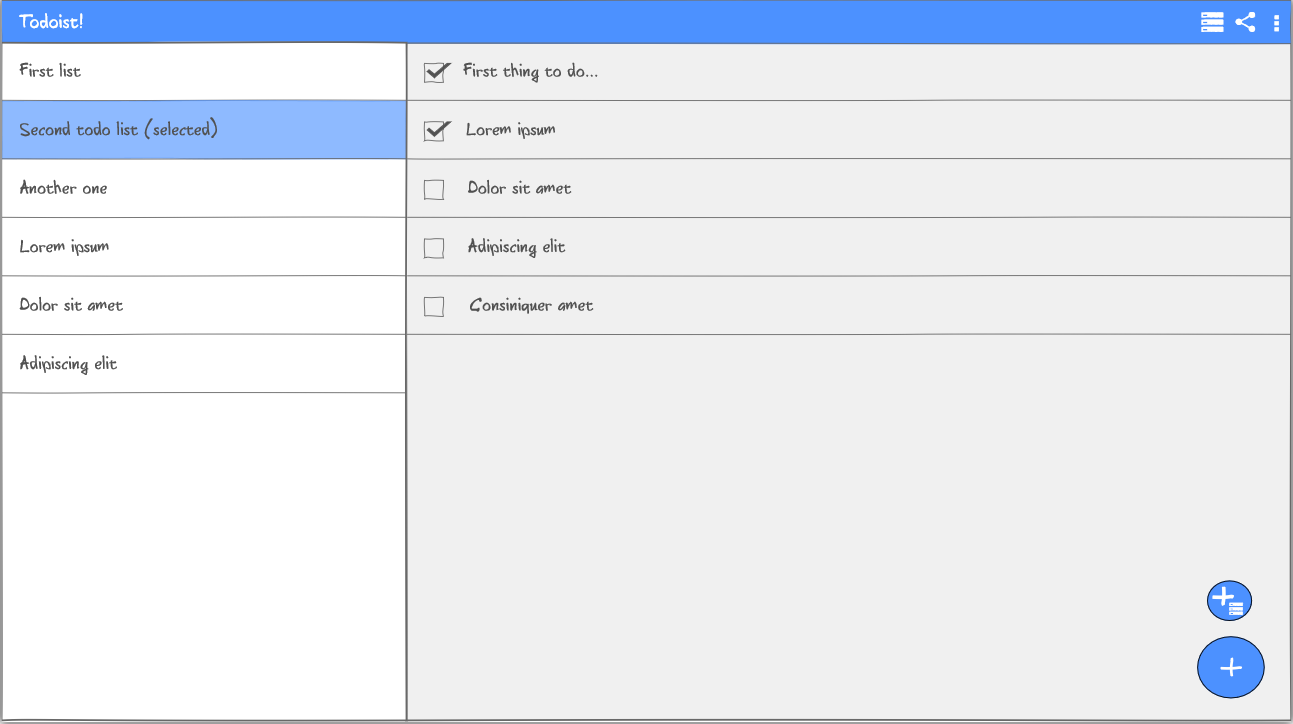 Todoist!
First list
Second todo list (selected)
Another one
Lorem ipsum
Dolor sit amet
Adipiscing elit
First thing to do...
Lorem ipsum
Dolor sit amet
Adipiscing elit
Consiniquer amet